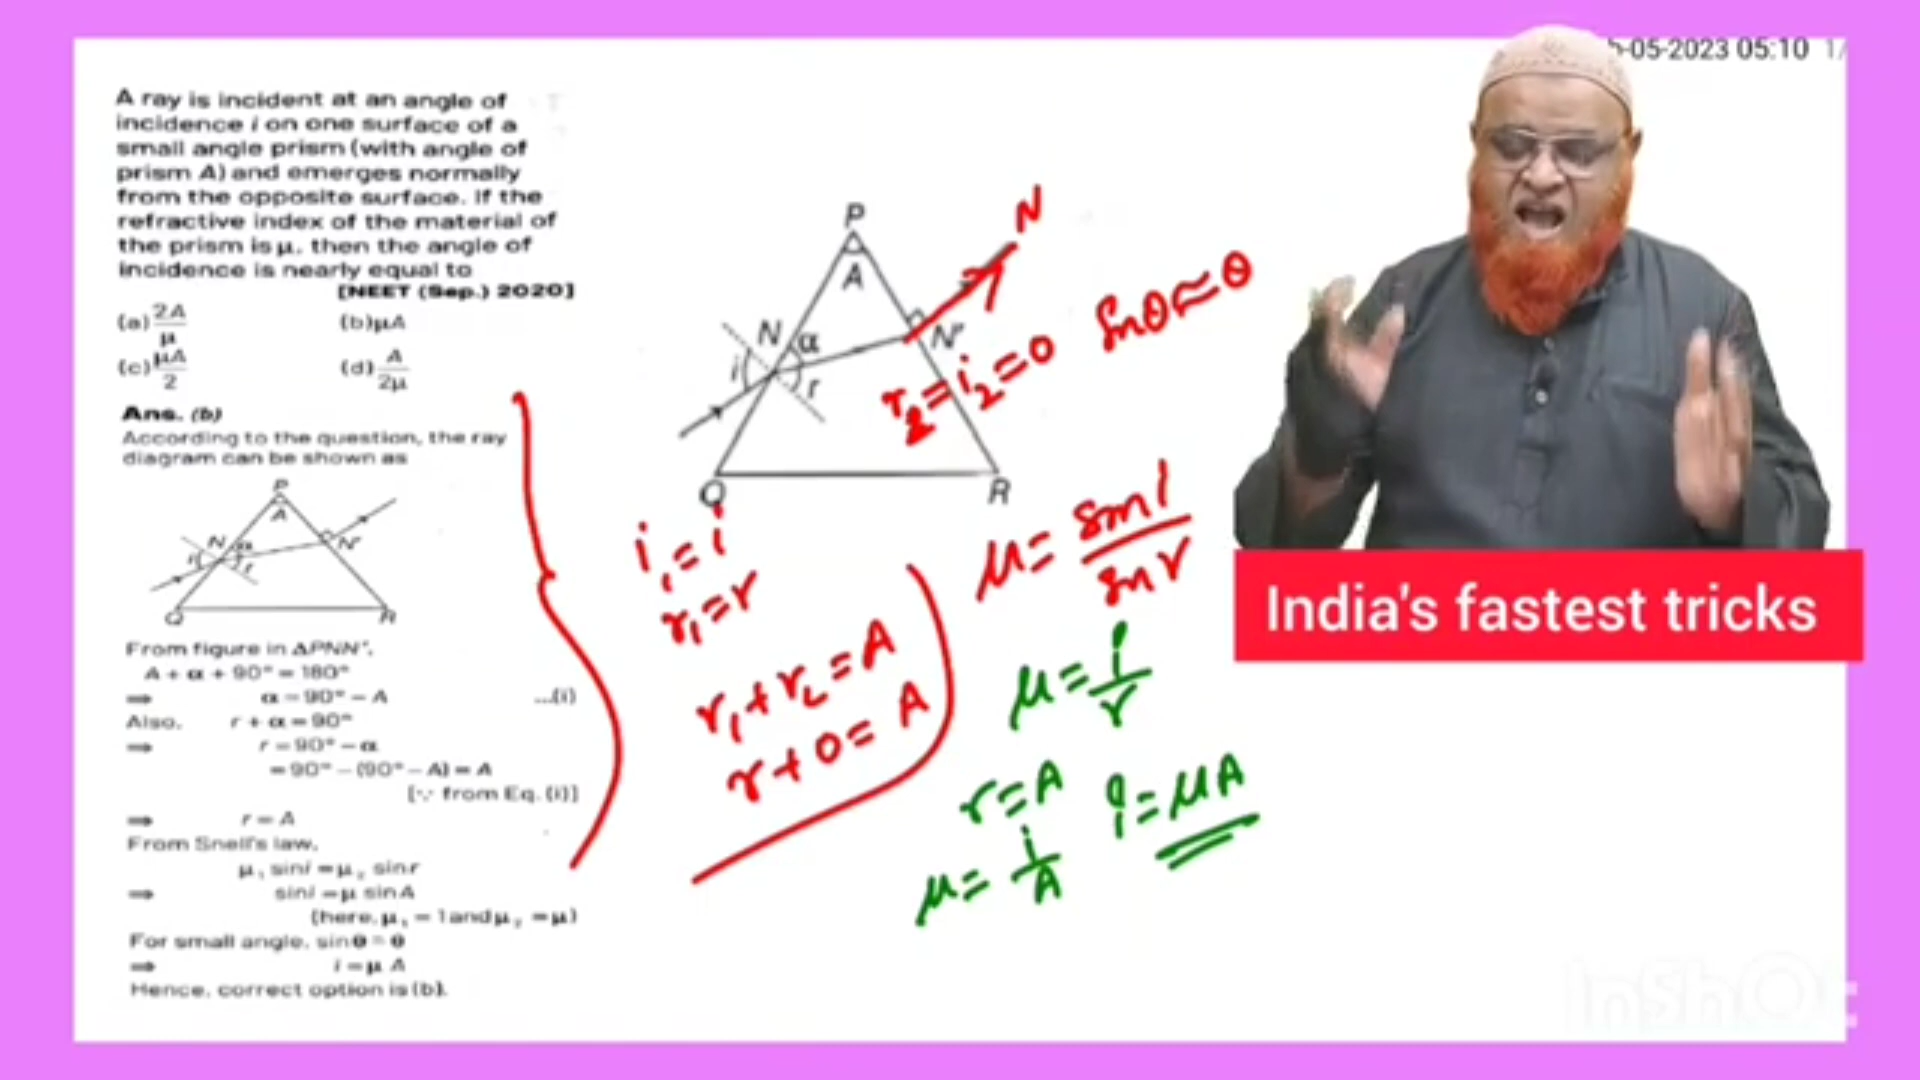 -05-2023 05:10 1/
A ray is incident at an angle of
incidence i on one surface of a
small angle prism (with angle of
prism A) and emerges normally
from the opposite surface. If the
refractive index of the material of
the prism is μ, then the angle of
incidence is nearly equal to
[NEET (Sep.) 2020]
(a) 2A/μ (b) μA
(c) μA/2 (d) A/2μ
Ans. (b)
According to the question, the ray
diagram can be shown as
P
A
N α N'
i r
Q R
From figure in ΔPNN',
A + α + 90° = 180°
⇒ α = 90° - A ...(i)
Also, r + α = 90°
⇒ r = 90° - α
= 90° - (90° - A) = A
[∵ from Eq. (i)]
⇒ r = A
From Snell's law,
μ₁ sin i = μ₂ sin r
⇒ sin i = μ sin A
(here, μ₁ = 1 and μ₂ = μ)
For small angle, sin θ ≈ θ
⇒ i = μ A
Hence, correct option is (b).
P
A
N
N α N'
i r
Q R
r₂ = i₂ = 0 sinθ ≈ θ
i₁ = i
r₁ = r
r₁ + r₂ = A
r + 0 = A
μ = sin i / sin r
μ = i/r
r = A i = μA
μ = i/A
India's fastest tricks
InShOt